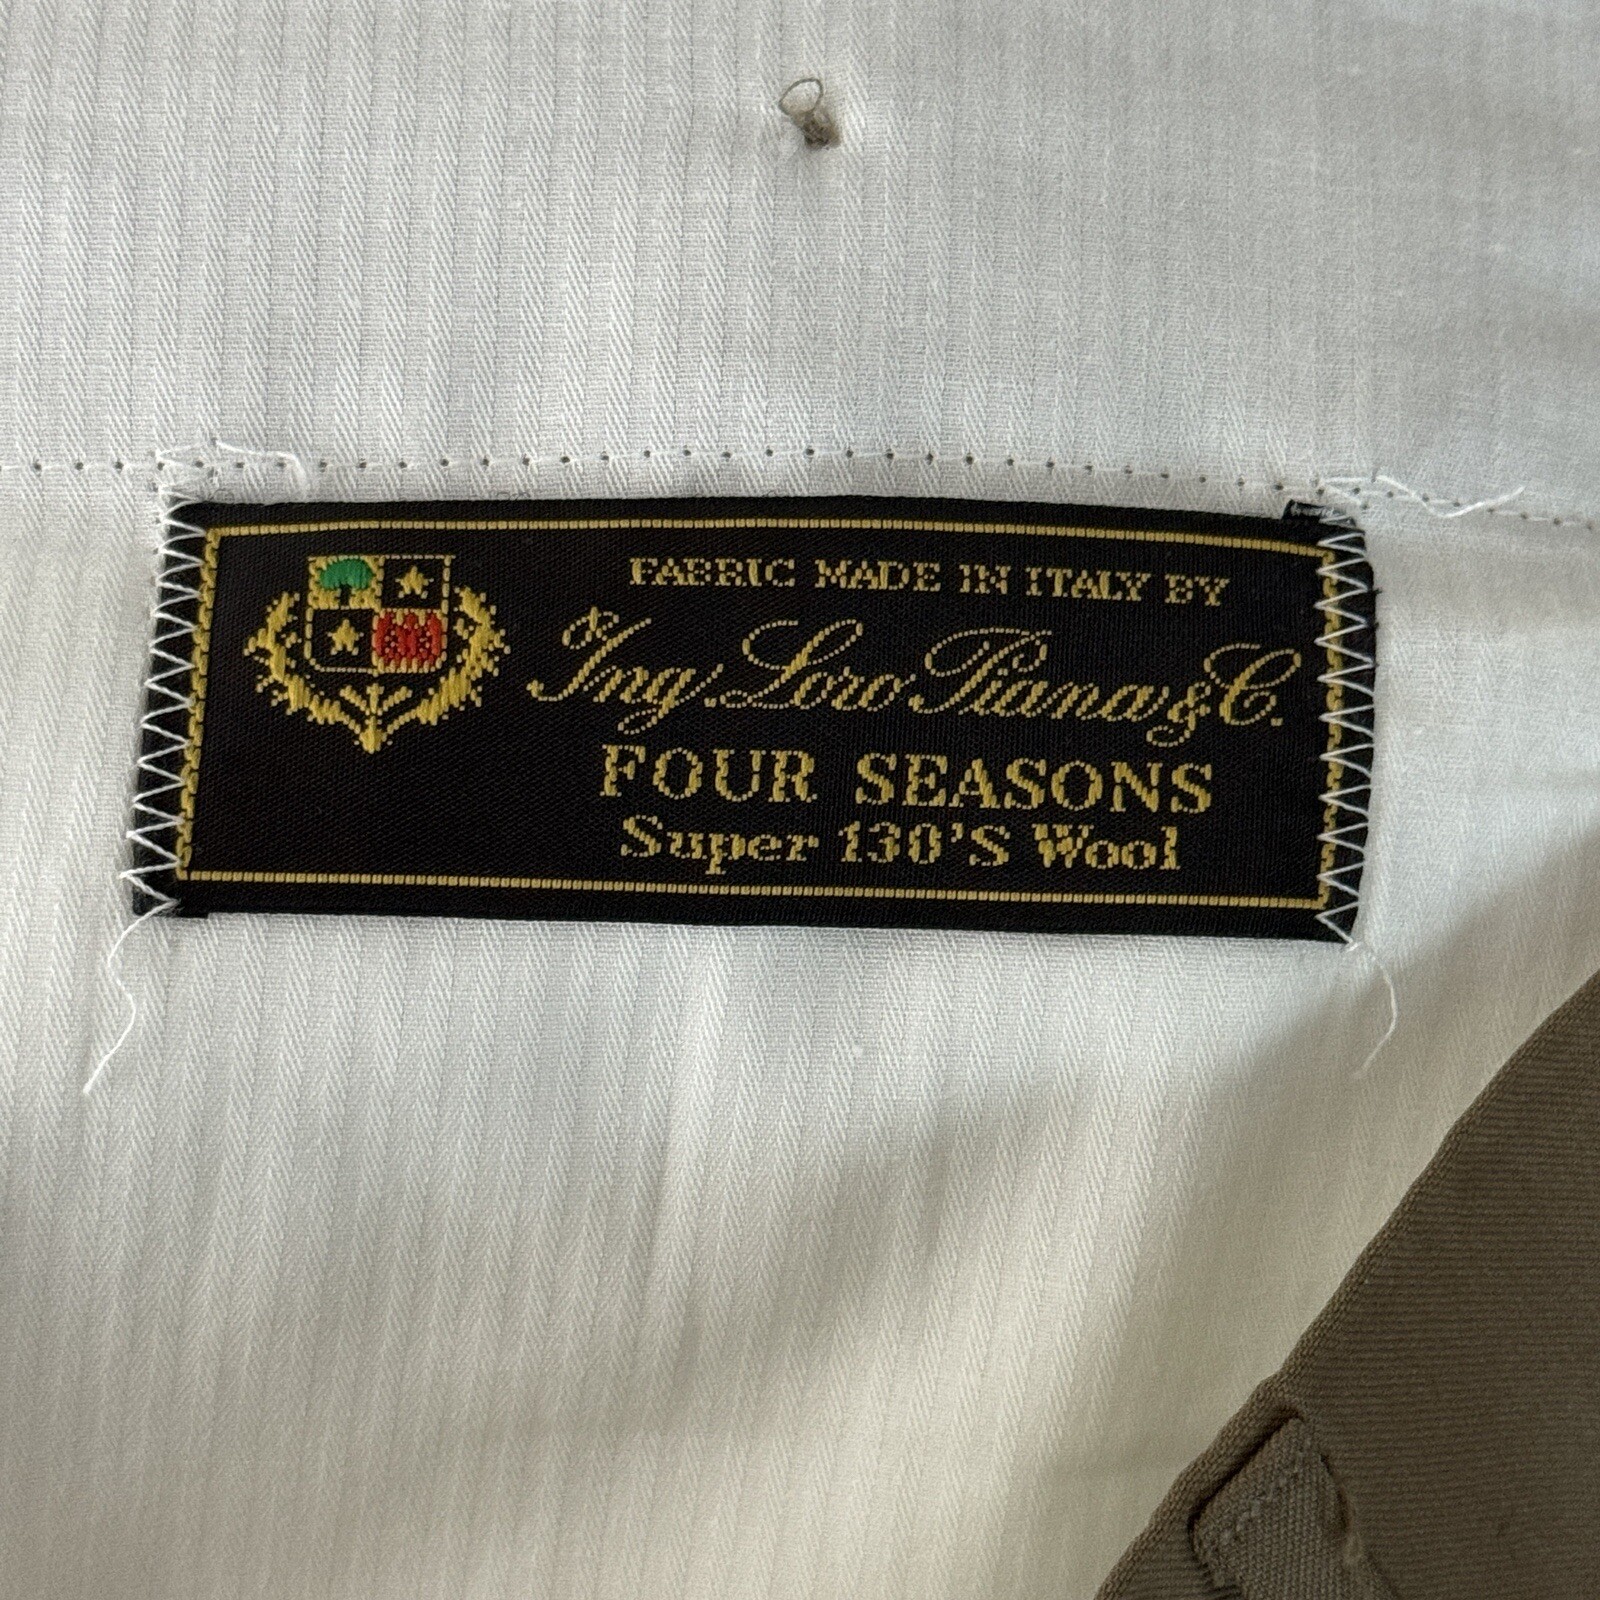 FABRIC MADE IN ITALY BY
Ing. Loro Piana & C.
FOUR SEASONS
Super 130'S Wool